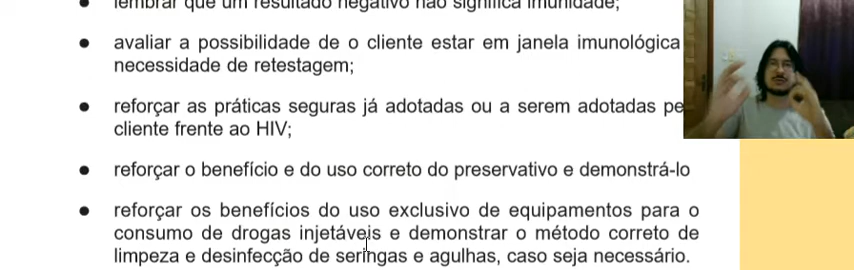 lembrar que um resultado negativo não significa imunidade;
avaliar a possibilidade de o cliente estar em janela imunológica
necessidade de retestagem;
reforçar as práticas seguras já adotadas ou a serem adotadas pe
cliente frente ao HIV;
reforçar o benefício e do uso correto do preservativo e demonstrá-lo
reforçar os benefícios do uso exclusivo de equipamentos para o
consumo de drogas injetáveis e demonstrar o método correto de
limpeza e desinfecção de seringas e agulhas, caso seja necessário.